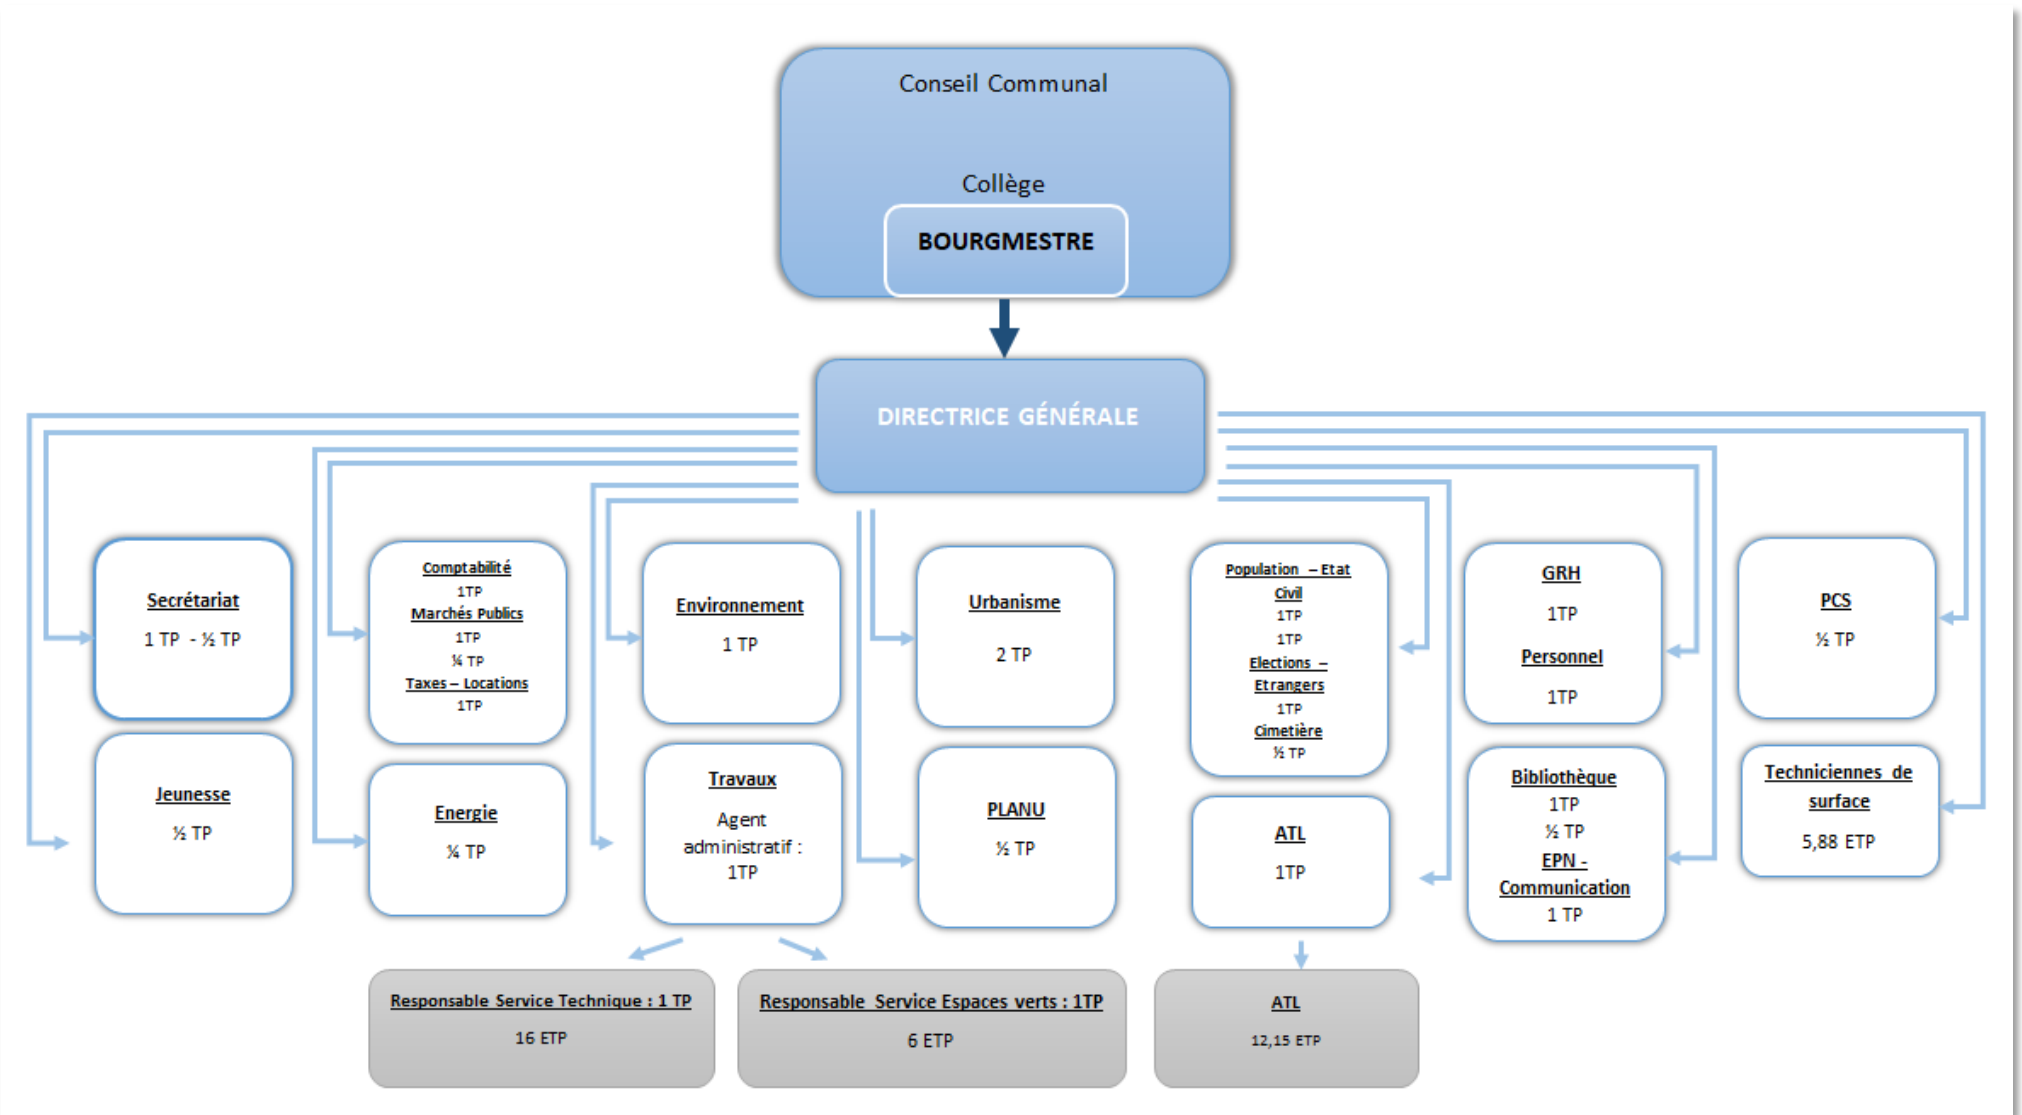 Conseil Communal
Collège
BOURGMESTRE
DIRECTRICE GÉNÉRALE
Secrétariat
1 TP - ½ TP
Comptabilité
1TP
Marchés Publics
1TP
¼ TP
Taxes – Locations
1TP
Environnement
1 TP
Urbanisme
2 TP
Population – Etat
Civil
1TP
1TP
Elections –
Etrangers
1TP
Cimetière
½ TP
GRH
1TP
Personnel
1TP
PCS
½ TP
Jeunesse
½ TP
Energie
¼ TP
Travaux
Agent
administratif :
1TP
PLANU
½ TP
ATL
1TP
Bibliothèque
1TP
½ TP
EPN -
Communication
1 TP
Techniciennes de
surface
5,88 ETP
Responsable Service Technique : 1 TP
16 ETP
Responsable Service Espaces verts : 1TP
6 ETP
ATL
12,15 ETP